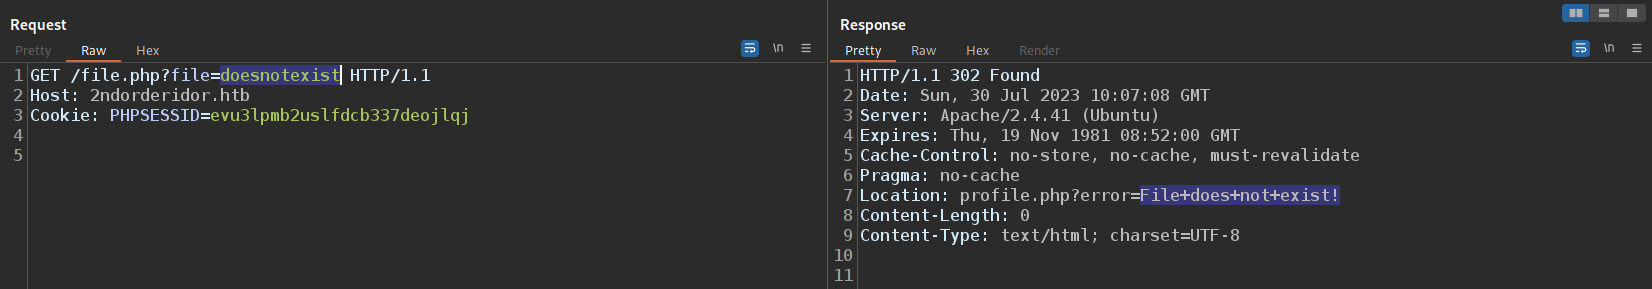 Request
Pretty Raw Hex
\n
1 GET /file.php?file=doesnotexist HTTP/1.1
2 Host: 2ndorderidor.htb
3 Cookie: PHPSESSID=evu3lpmb2uslfdcb337deojlqj
4
5
Response
Pretty Raw Hex Render
\n
1 HTTP/1.1 302 Found
2 Date: Sun, 30 Jul 2023 10:07:08 GMT
3 Server: Apache/2.4.41 (Ubuntu)
4 Expires: Thu, 19 Nov 1981 08:52:00 GMT
5 Cache-Control: no-store, no-cache, must-revalidate
6 Pragma: no-cache
7 Location: profile.php?error=File+does+not+exist!
8 Content-Length: 0
9 Content-Type: text/html; charset=UTF-8
10
11